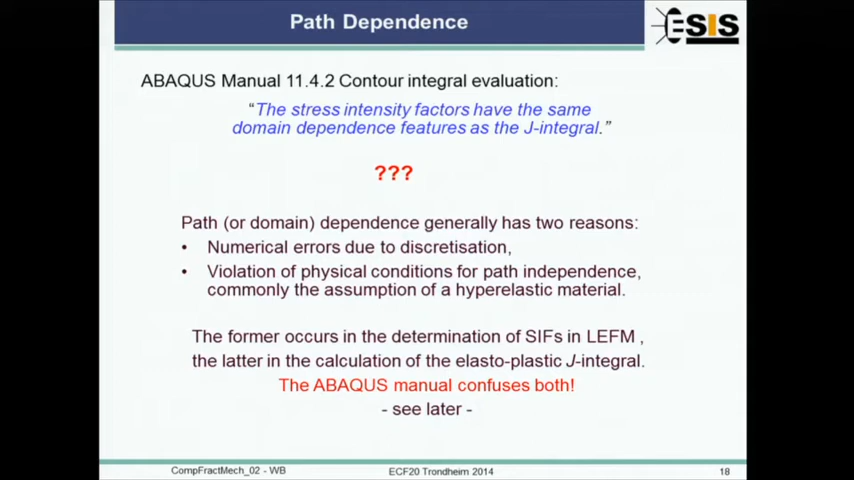 Path Dependence
ESIS
ABAQUS Manual 11.4.2 Contour integral evaluation:
“The stress intensity factors have the same
domain dependence features as the J-integral.”
???
Path (or domain) dependence generally has two reasons:
• Numerical errors due to discretisation,
• Violation of physical conditions for path independence,
commonly the assumption of a hyperelastic material.
The former occurs in the determination of SIFs in LEFM ,
the latter in the calculation of the elasto-plastic J-integral.
The ABAQUS manual confuses both!
- see later -
CompFractMech_02 - WB
ECF20 Trondheim 2014
18